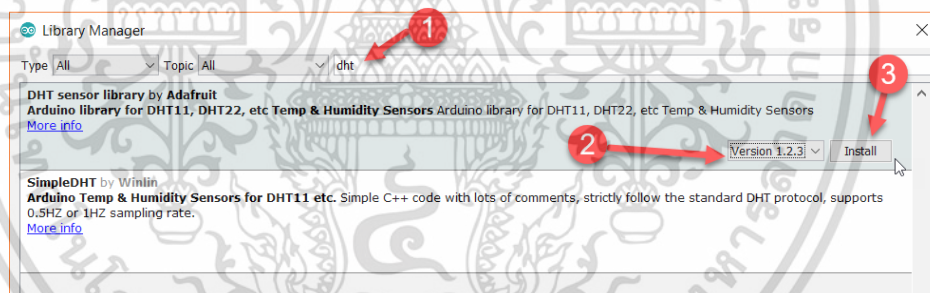 Library Manager
1
Type All Topic All dht
3
DHT sensor library by Adafruit
Arduino library for DHT11, DHT22, etc Temp & Humidity Sensors Arduino library for DHT11, DHT22, etc Temp & Humidity Sensors
More info
2
Version 1.2.3 Install
SimpleDHT by Winlin
Arduino Temp & Humidity Sensors for DHT11 etc. Simple C++ code with lots of comments, strictly follow the standard DHT protocol, supports
0.5HZ or 1HZ sampling rate.
More info